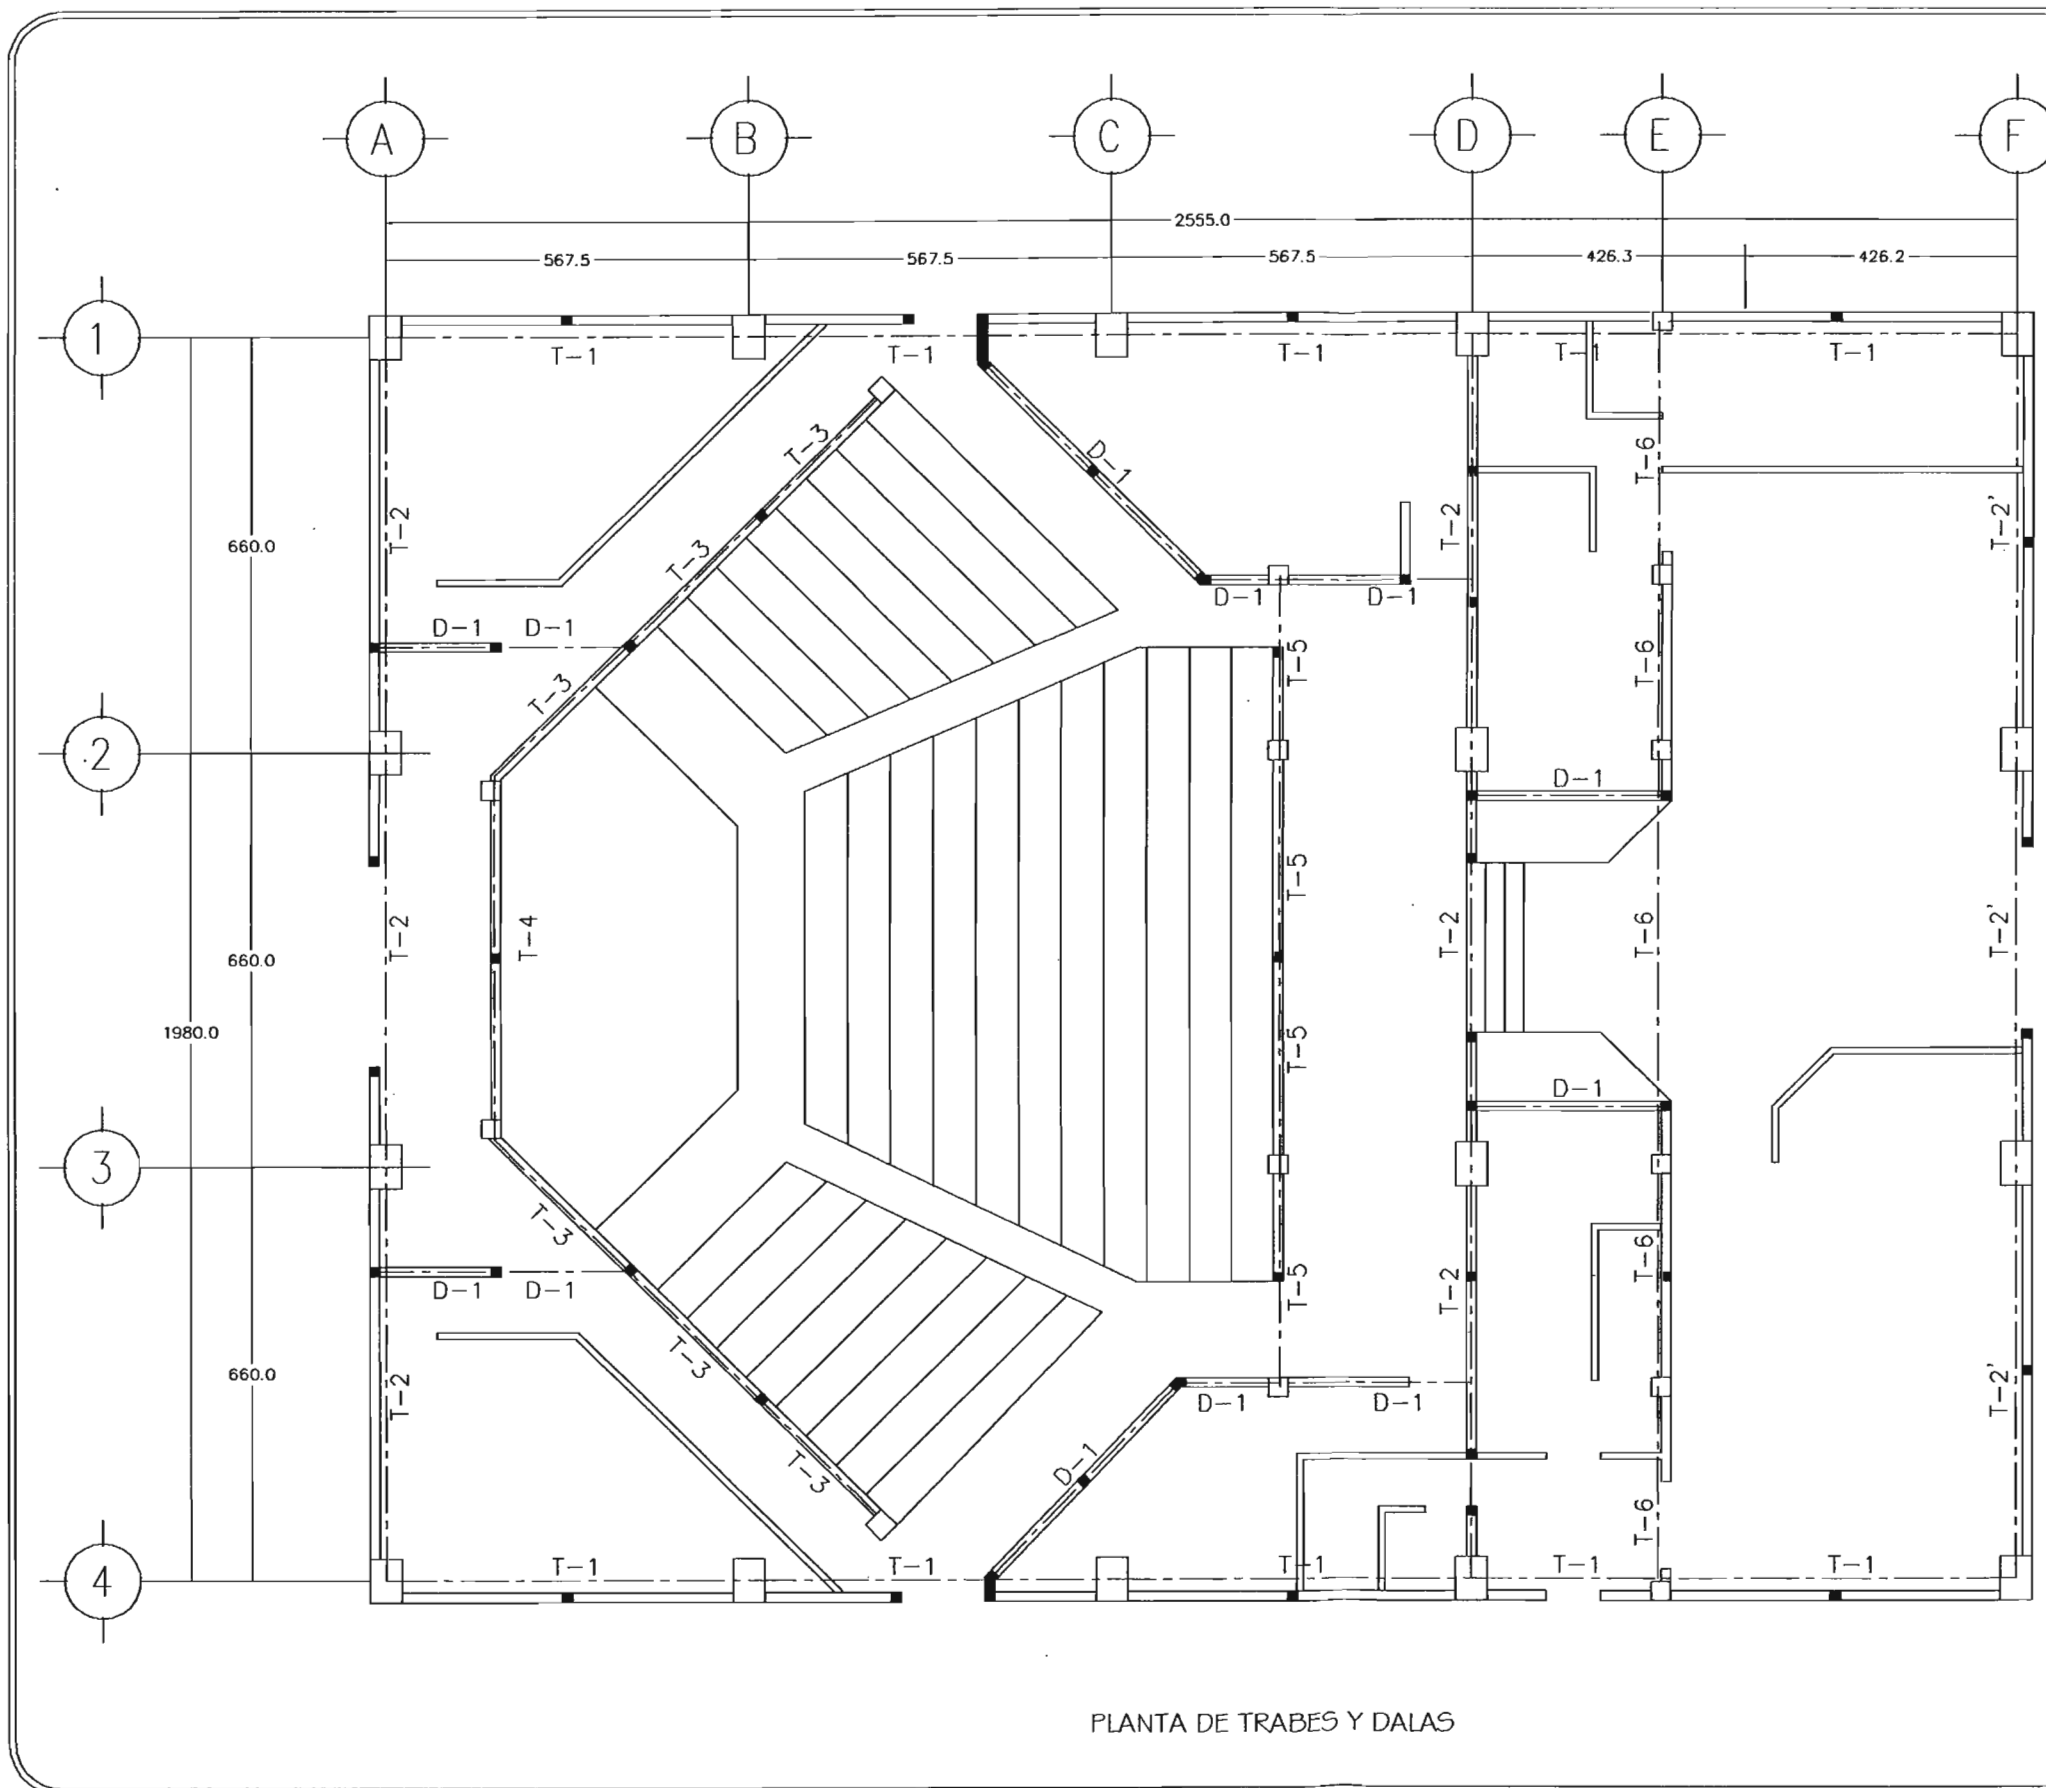 A B C D E F
2555.0
567.5 567.5 567.5 426.3 426.2
1
T-1 T-1 T-1 T-1 T-1
T-3
D-1
T-6
T-2 T-2 T-2'
660.0
T-3
D-1 D-1
D-1 D-1
T-5 T-6
T-3
2
D-1
T-5
T-2 T-4 T-2 T-6 T-2'
660.0
1980.0
T-5
D-1
3
T-3
T-6
D-1 D-1
T-5 T-2
T-3
660.0
T-2 T-2'
D-1 D-1
T-3
D-1
T-6
4
T-1 T-1 T-1 T-1 T-1
PLANTA DE TRABES Y DALAS